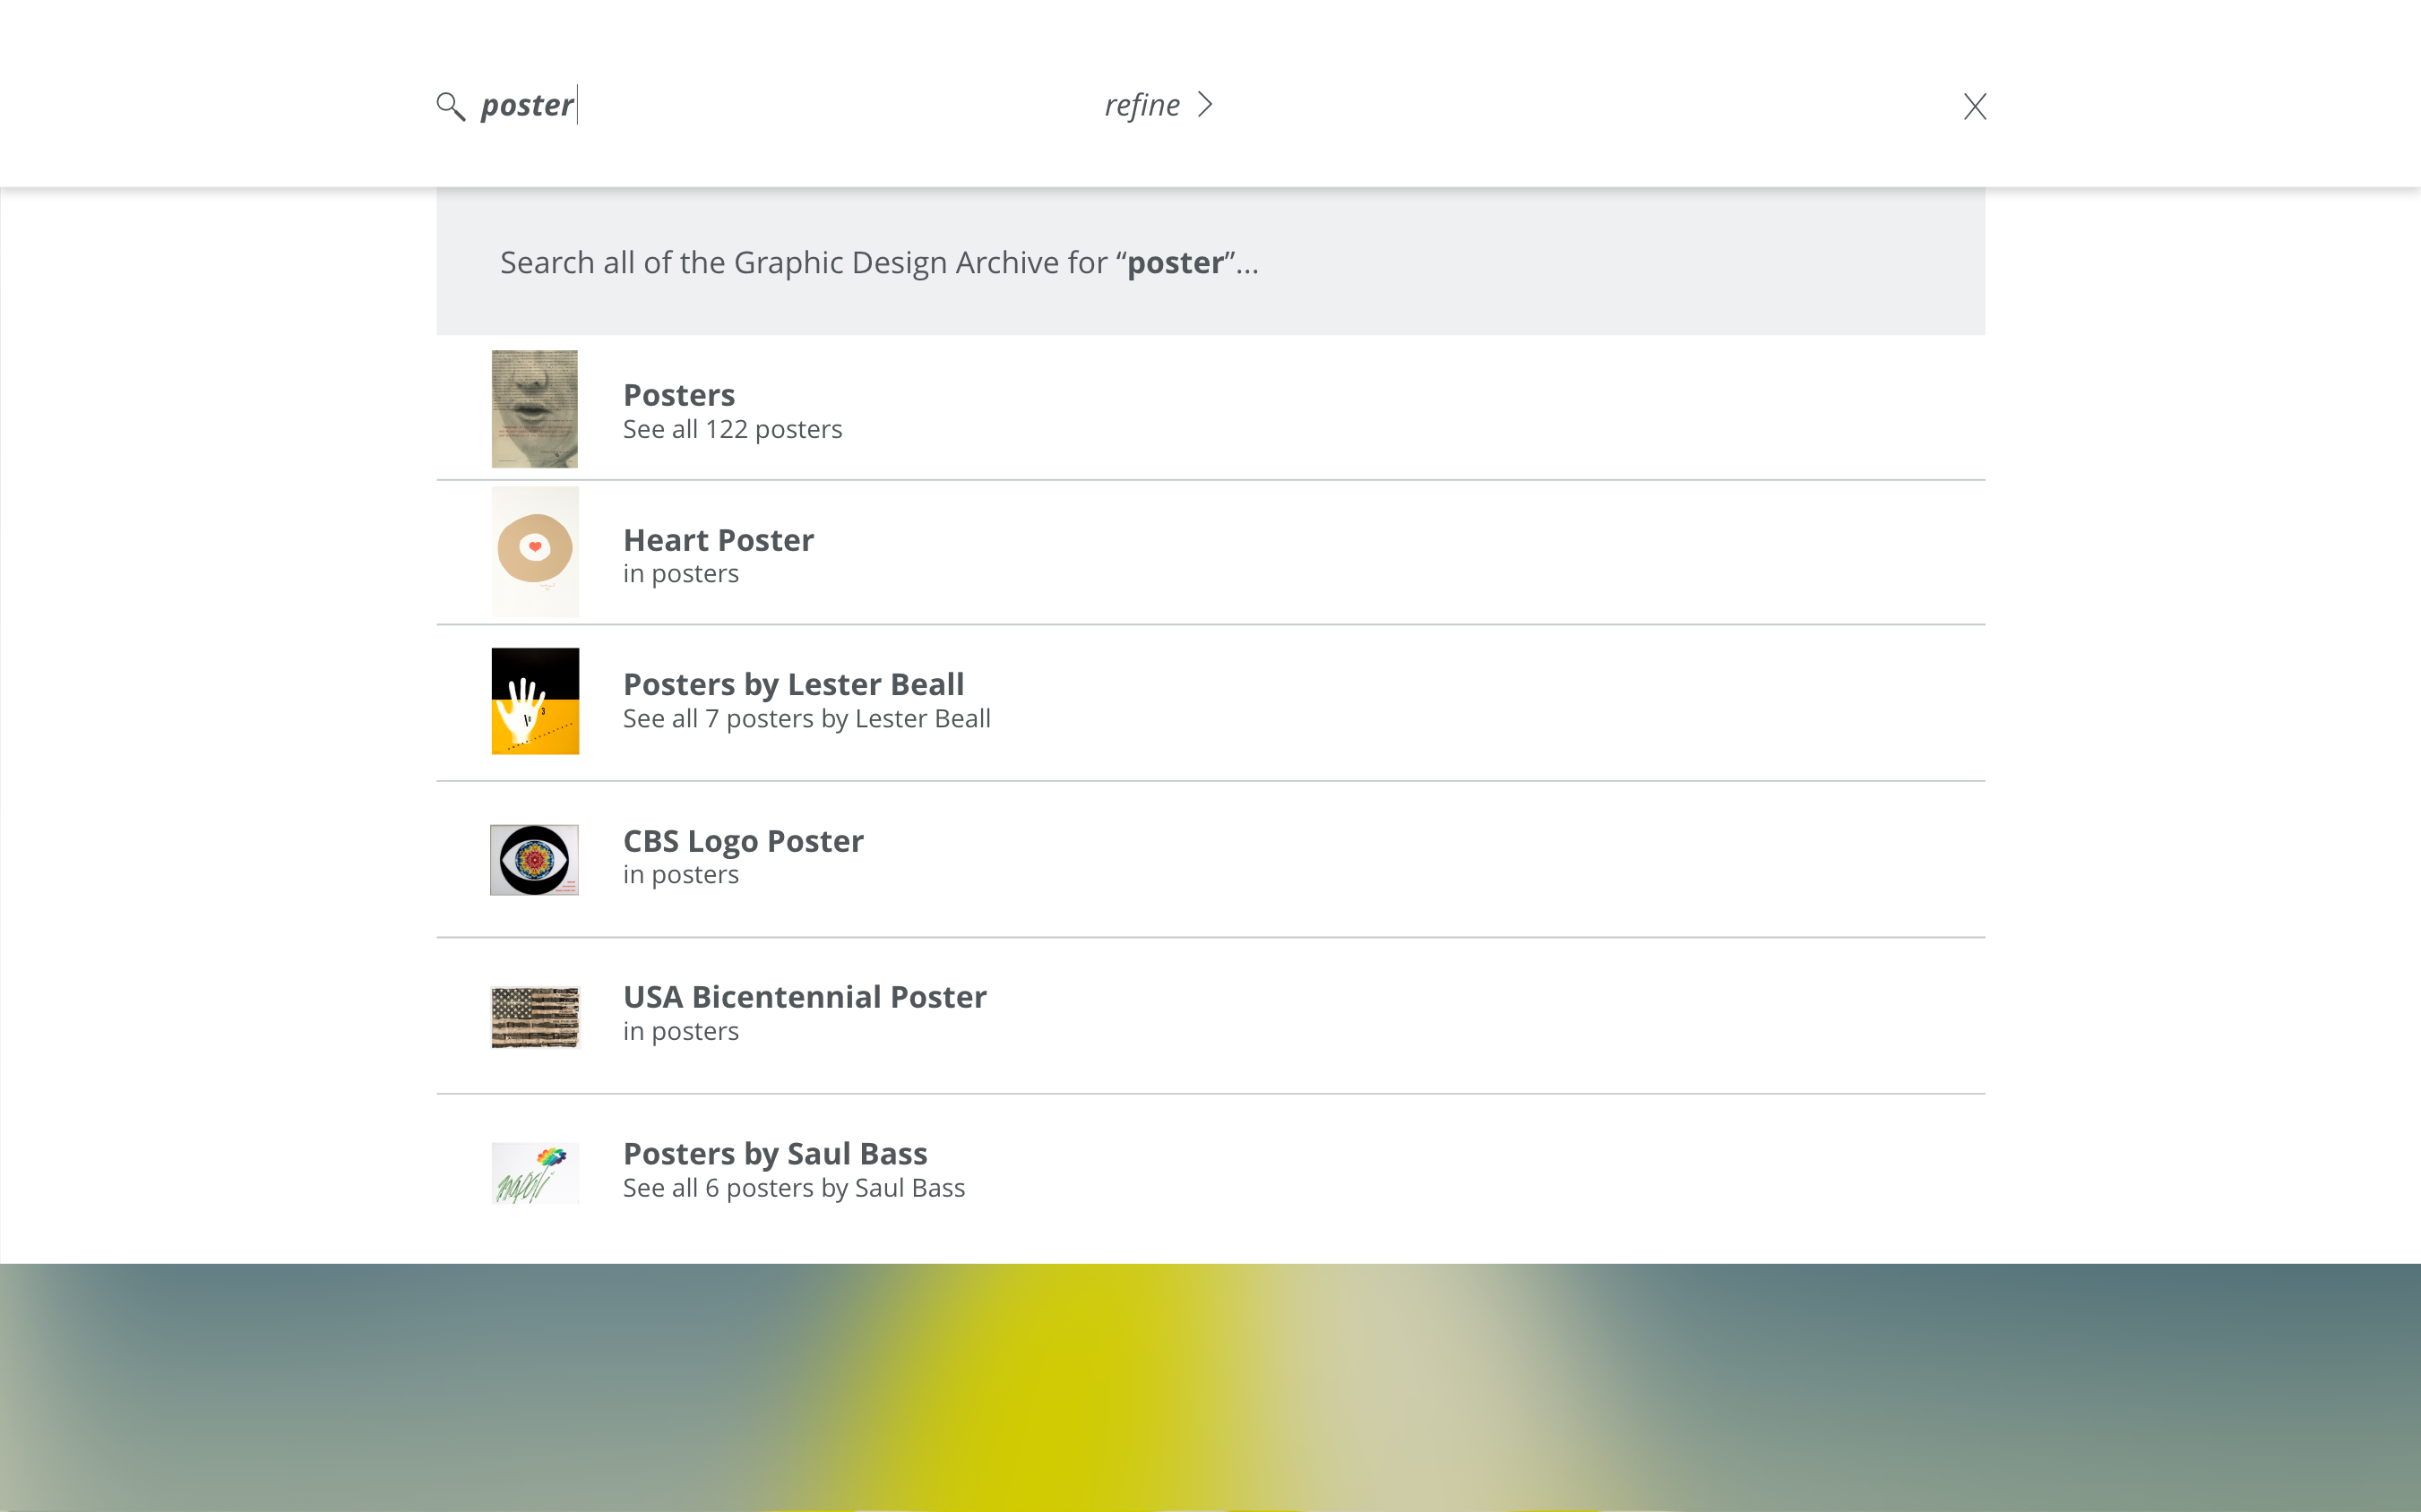 poster
refine
X
Search all of the Graphic Design Archive for “poster”...
Posters
See all 122 posters
Heart Poster
in posters
Posters by Lester Beall
See all 7 posters by Lester Beall
CBS Logo Poster
in posters
USA Bicentennial Poster
in posters
Posters by Saul Bass
See all 6 posters by Saul Bass